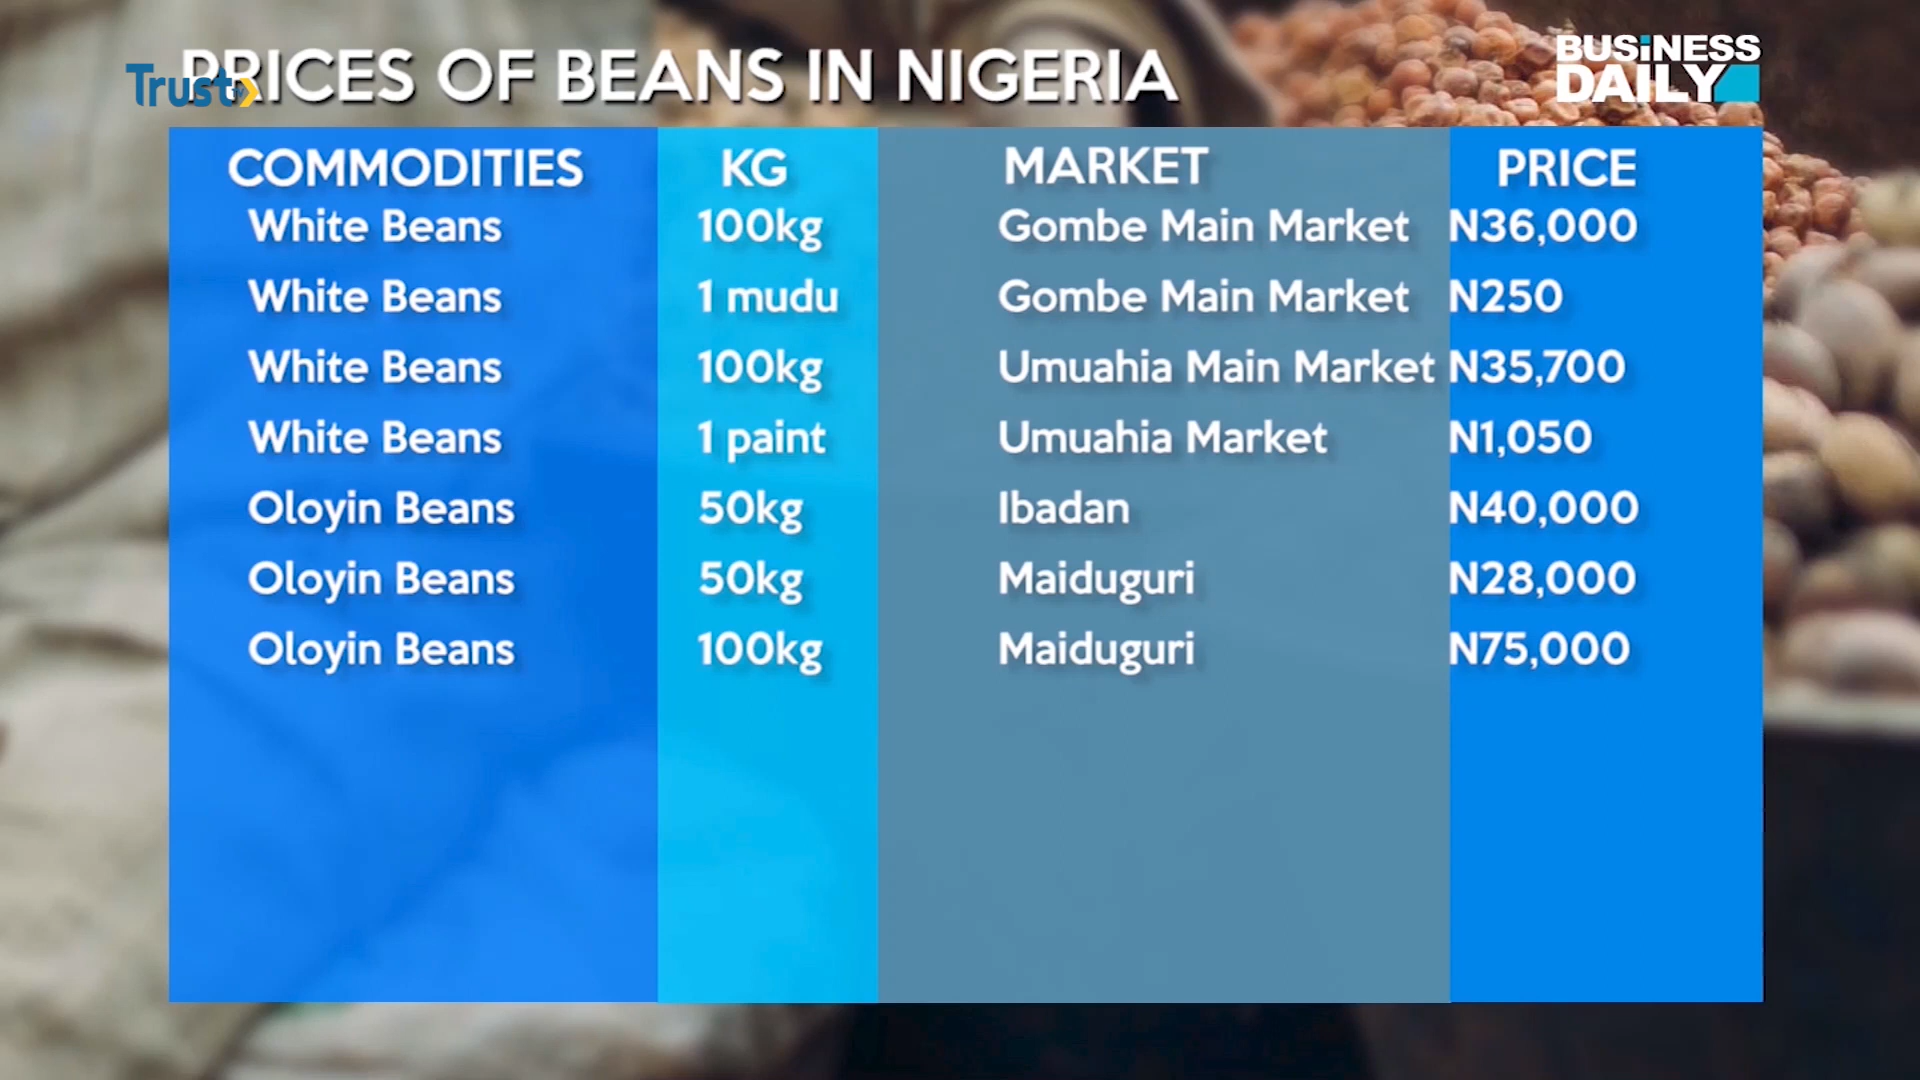 PRICES OF BEANS IN NIGERIA
Trust tv
BUSiNESS
DAILY
COMMODITIES KG MARKET PRICE
White Beans 100kg Gombe Main Market N36,000
White Beans 1 mudu Gombe Main Market N250
White Beans 100kg Umuahia Main Market N35,700
White Beans 1 paint Umuahia Market N1,050
Oloyin Beans 50kg Ibadan N40,000
Oloyin Beans 50kg Maiduguri N28,000
Oloyin Beans 100kg Maiduguri N75,000